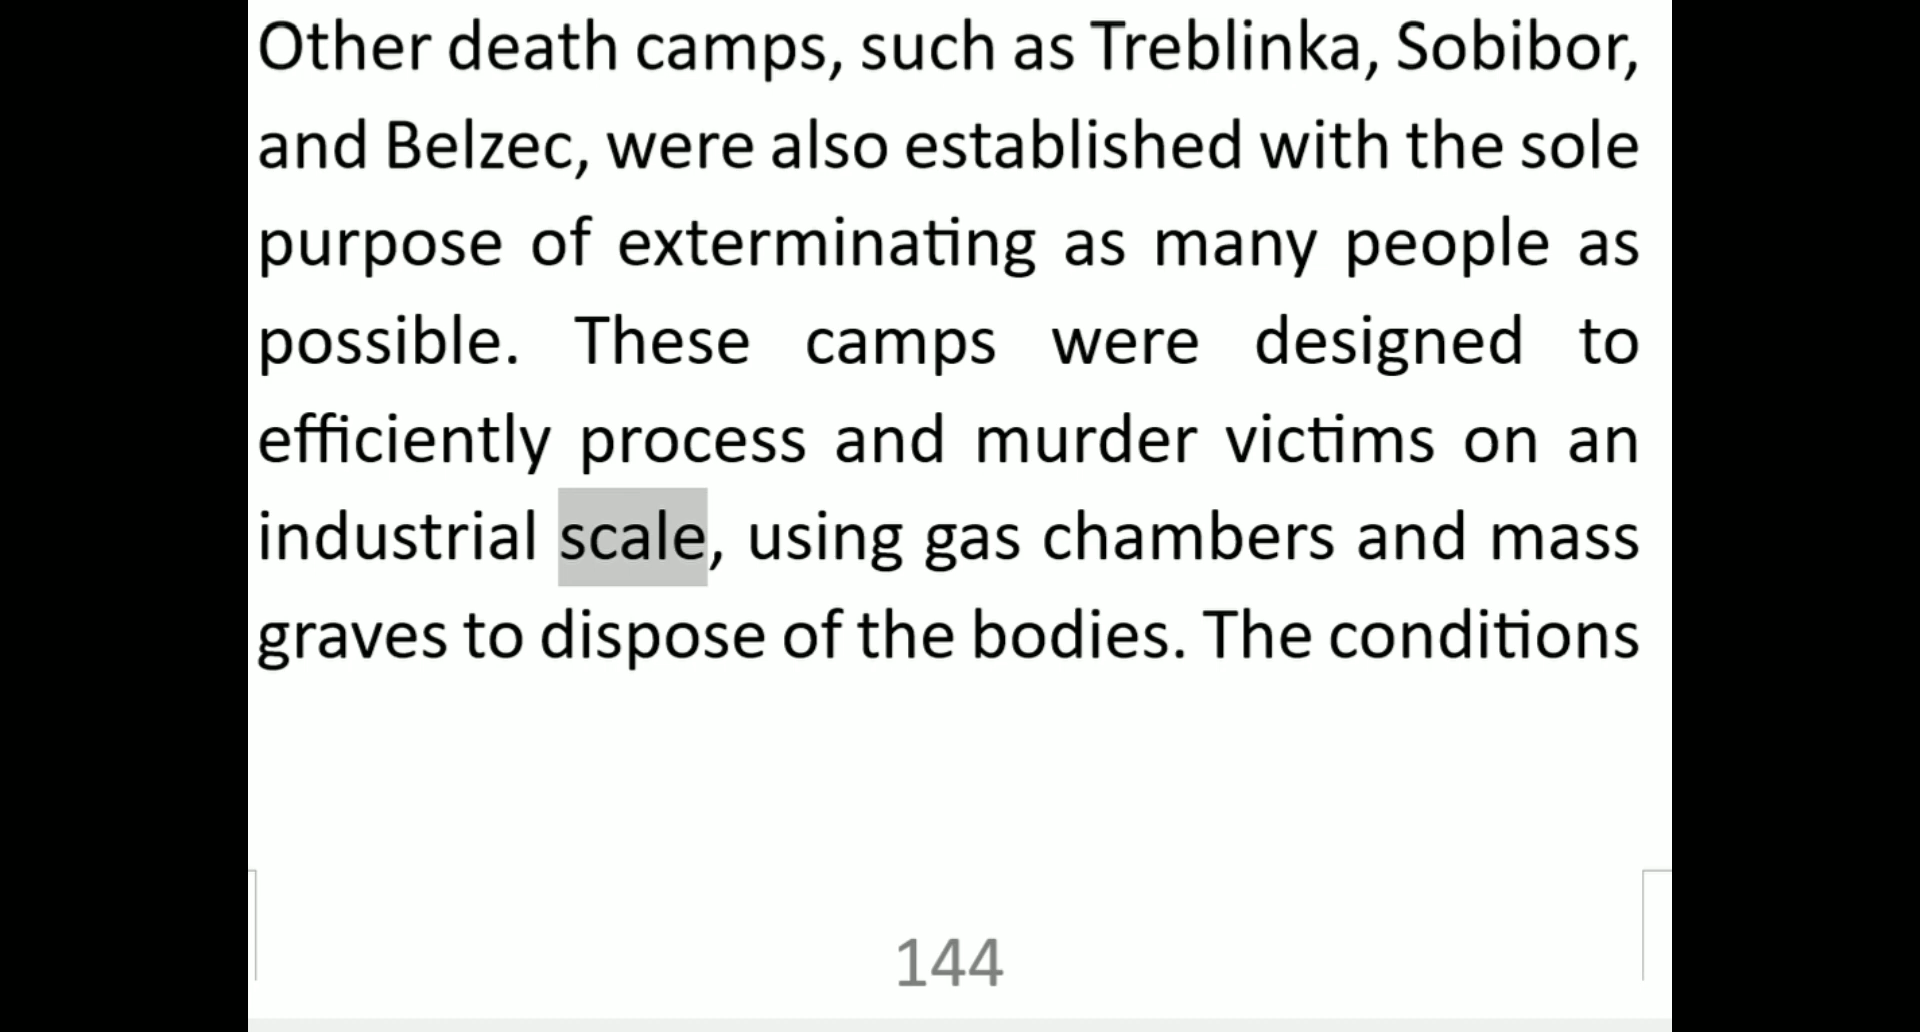 Other death camps, such as Treblinka, Sobibor,
and Belzec, were also established with the sole
purpose of exterminating as many people as
possible. These camps were designed to
efficiently process and murder victims on an
industrial scale, using gas chambers and mass
graves to dispose of the bodies. The conditions
144